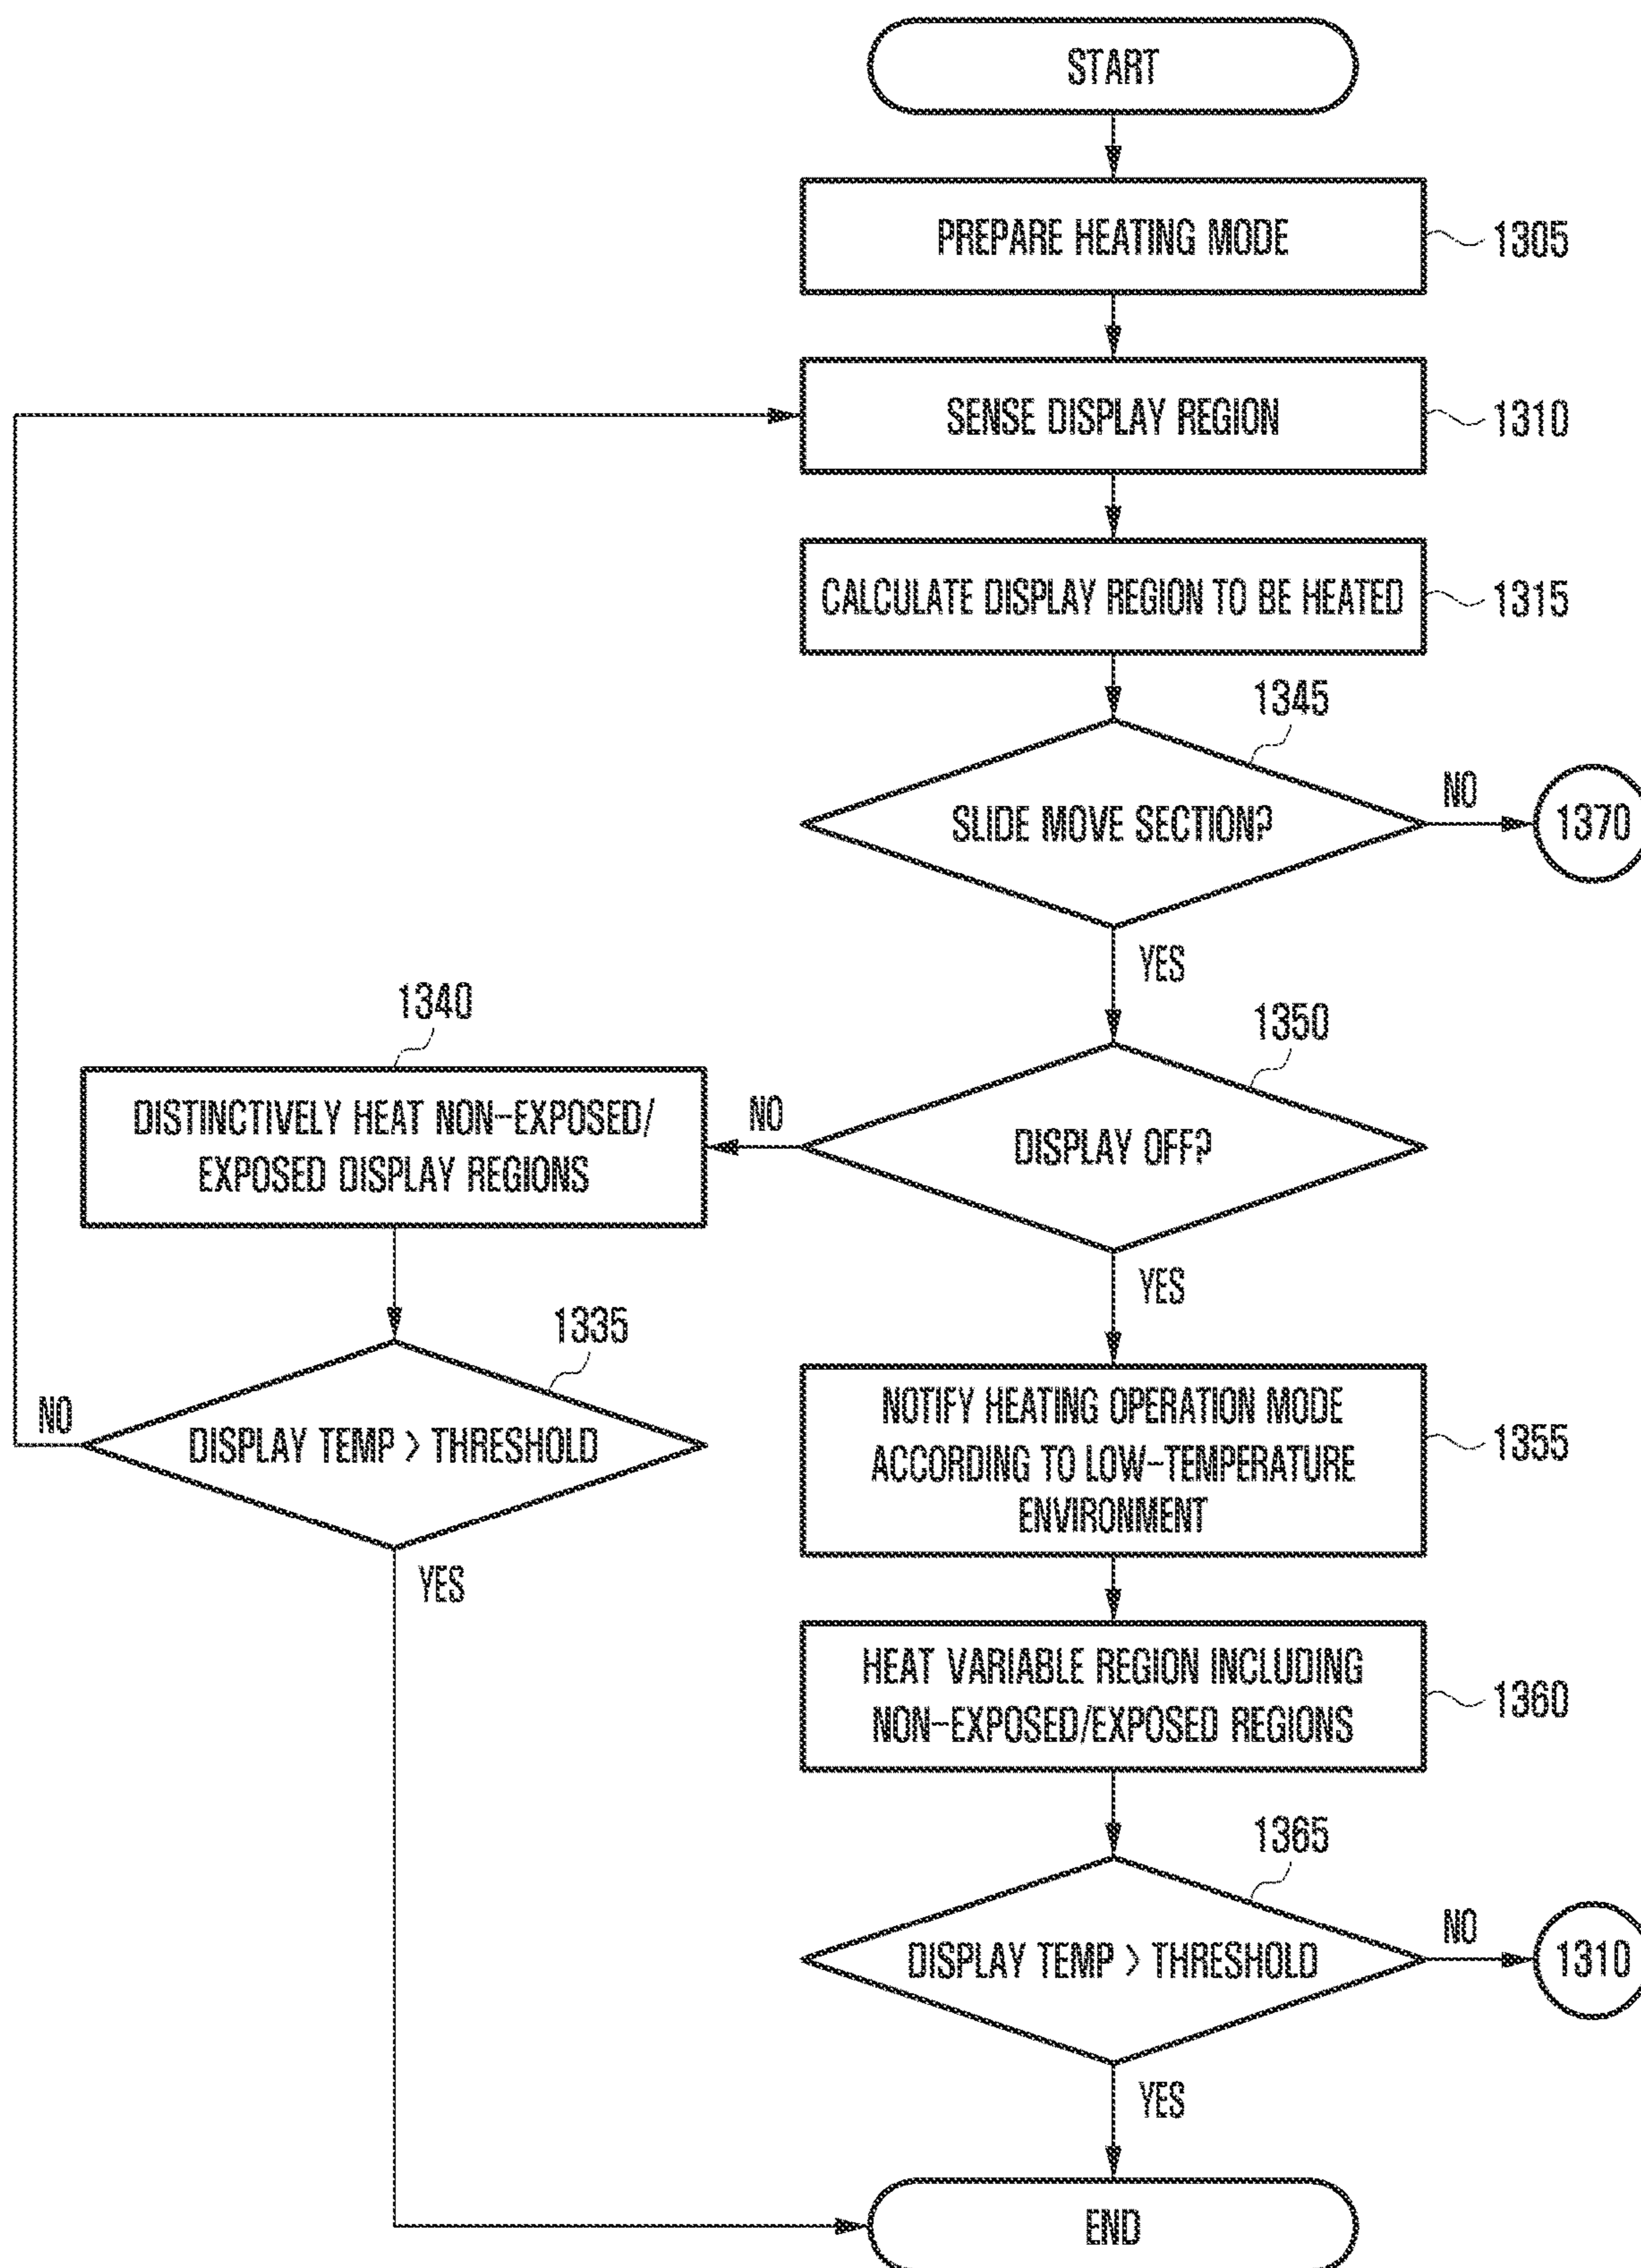 START
PREPARE HEATING MODE
1305
SENSE DISPLAY REGION
1310
CALCULATE DISPLAY REGION TO BE HEATED
1315
1345
SLIDE MOVE SECTION?
NO
1370
YES
1340
DISTINCTIVELY HEAT NON-EXPOSED/
EXPOSED DISPLAY REGIONS
NO
1350
DISPLAY OFF?
YES
1335
DISPLAY TEMP > THRESHOLD
NO
YES
NOTIFY HEATING OPERATION MODE
ACCORDING TO LOW-TEMPERATURE
ENVIRONMENT
1355
HEAT VARIABLE REGION INCLUDING
NON-EXPOSED/EXPOSED REGIONS
1360
1365
DISPLAY TEMP > THRESHOLD
NO
1310
YES
END